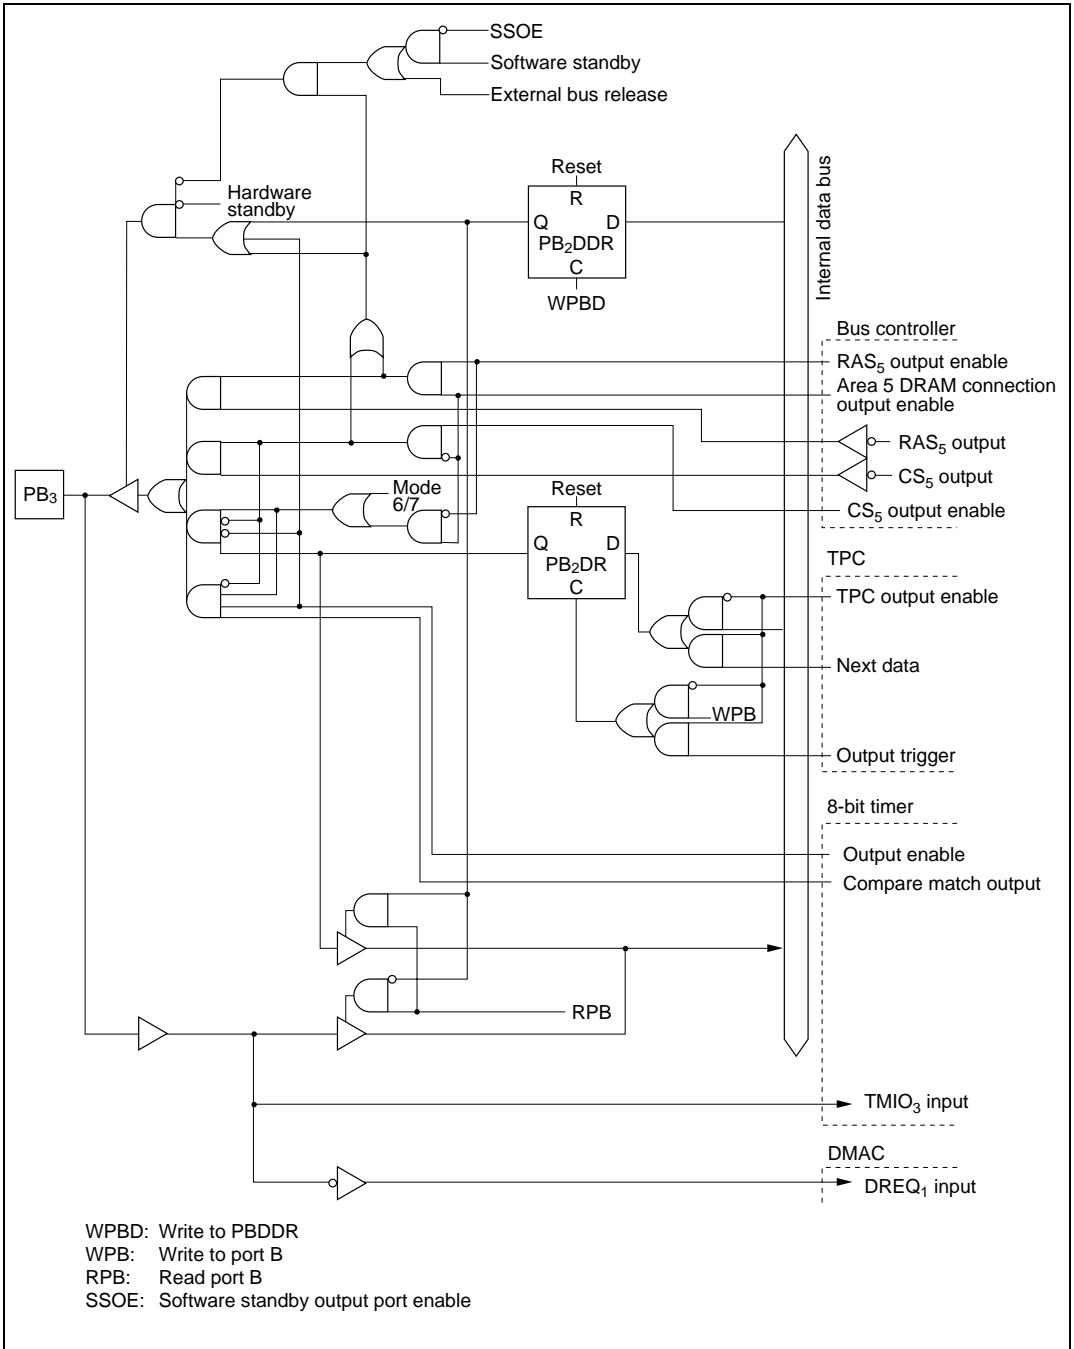 SSOE
Software standby
External bus release
Hardware
standby
Reset
R
Q D
PB₂DDR
C
WPBD
Internal data bus
Bus controller
RAS₅ output enable
Area 5 DRAM connection
output enable
RAS₅ output
CS₅ output
CS₅ output enable
PB₃
Mode
6/7
Reset
R
Q D
PB₂DR
C
TPC
TPC output enable
Next data
WPB
Output trigger
8-bit timer
Output enable
Compare match output
RPB
TMIO₃ input
DMAC
DREQ₁ input
WPBD: Write to PBDDR
WPB: Write to port B
RPB: Read port B
SSOE: Software standby output port enable